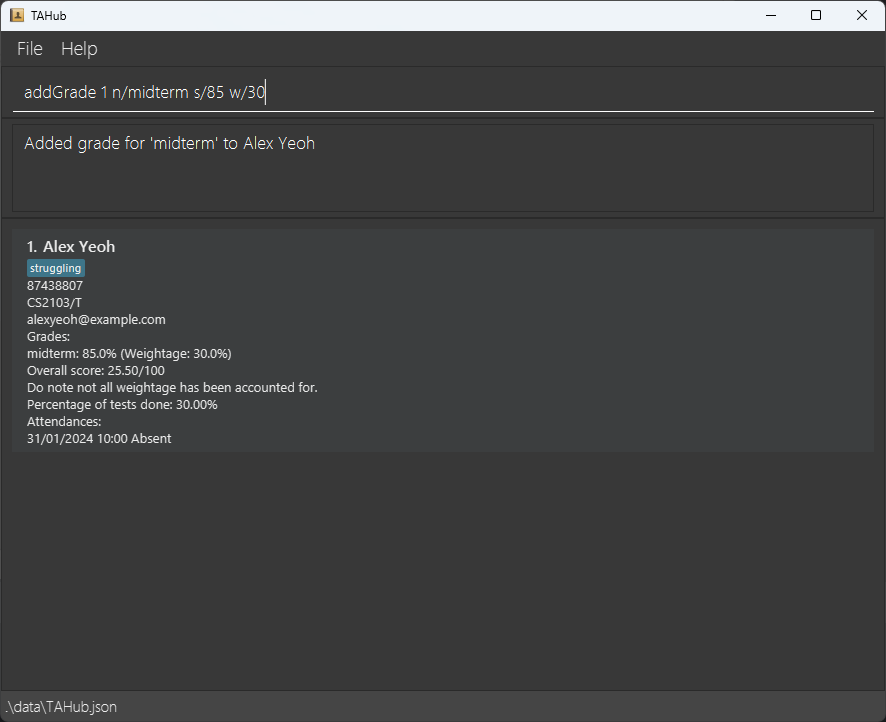 TAHub
File Help
addGrade 1 n/midterm s/85 w/30
Added grade for 'midterm' to Alex Yeoh
1. Alex Yeoh
struggling
87438807
CS2103/T
alexyeoh@example.com
Grades:
midterm: 85.0% (Weightage: 30.0%)
Overall score: 25.50/100
Do note not all weightage has been accounted for.
Percentage of tests done: 30.00%
Attendances:
31/01/2024 10:00 Absent
.\data\TAHub.json